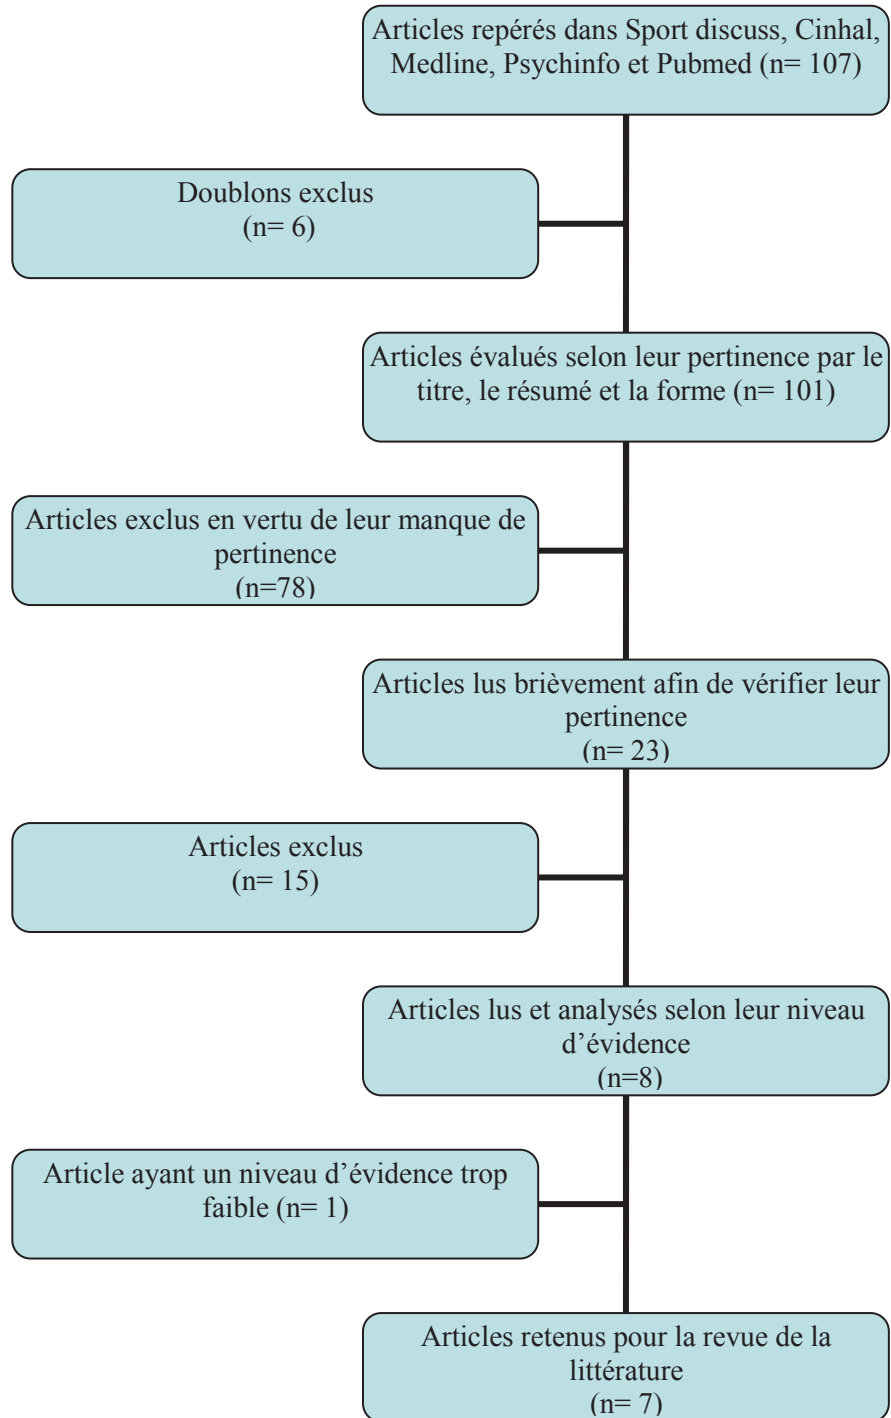 Articles repérés dans Sport discuss, Cinhal,
Medline, Psychinfo et Pubmed (n= 107)
Doublons exclus
(n= 6)
Articles évalués selon leur pertinence par le
titre, le résumé et la forme (n= 101)
Articles exclus en vertu de leur manque de
pertinence
(n=78)
Articles lus brièvement afin de vérifier leur
pertinence
(n= 23)
Articles exclus
(n= 15)
Articles lus et analysés selon leur niveau
d’évidence
(n=8)
Article ayant un niveau d’évidence trop
faible (n= 1)
Articles retenus pour la revue de la
littérature
(n= 7)